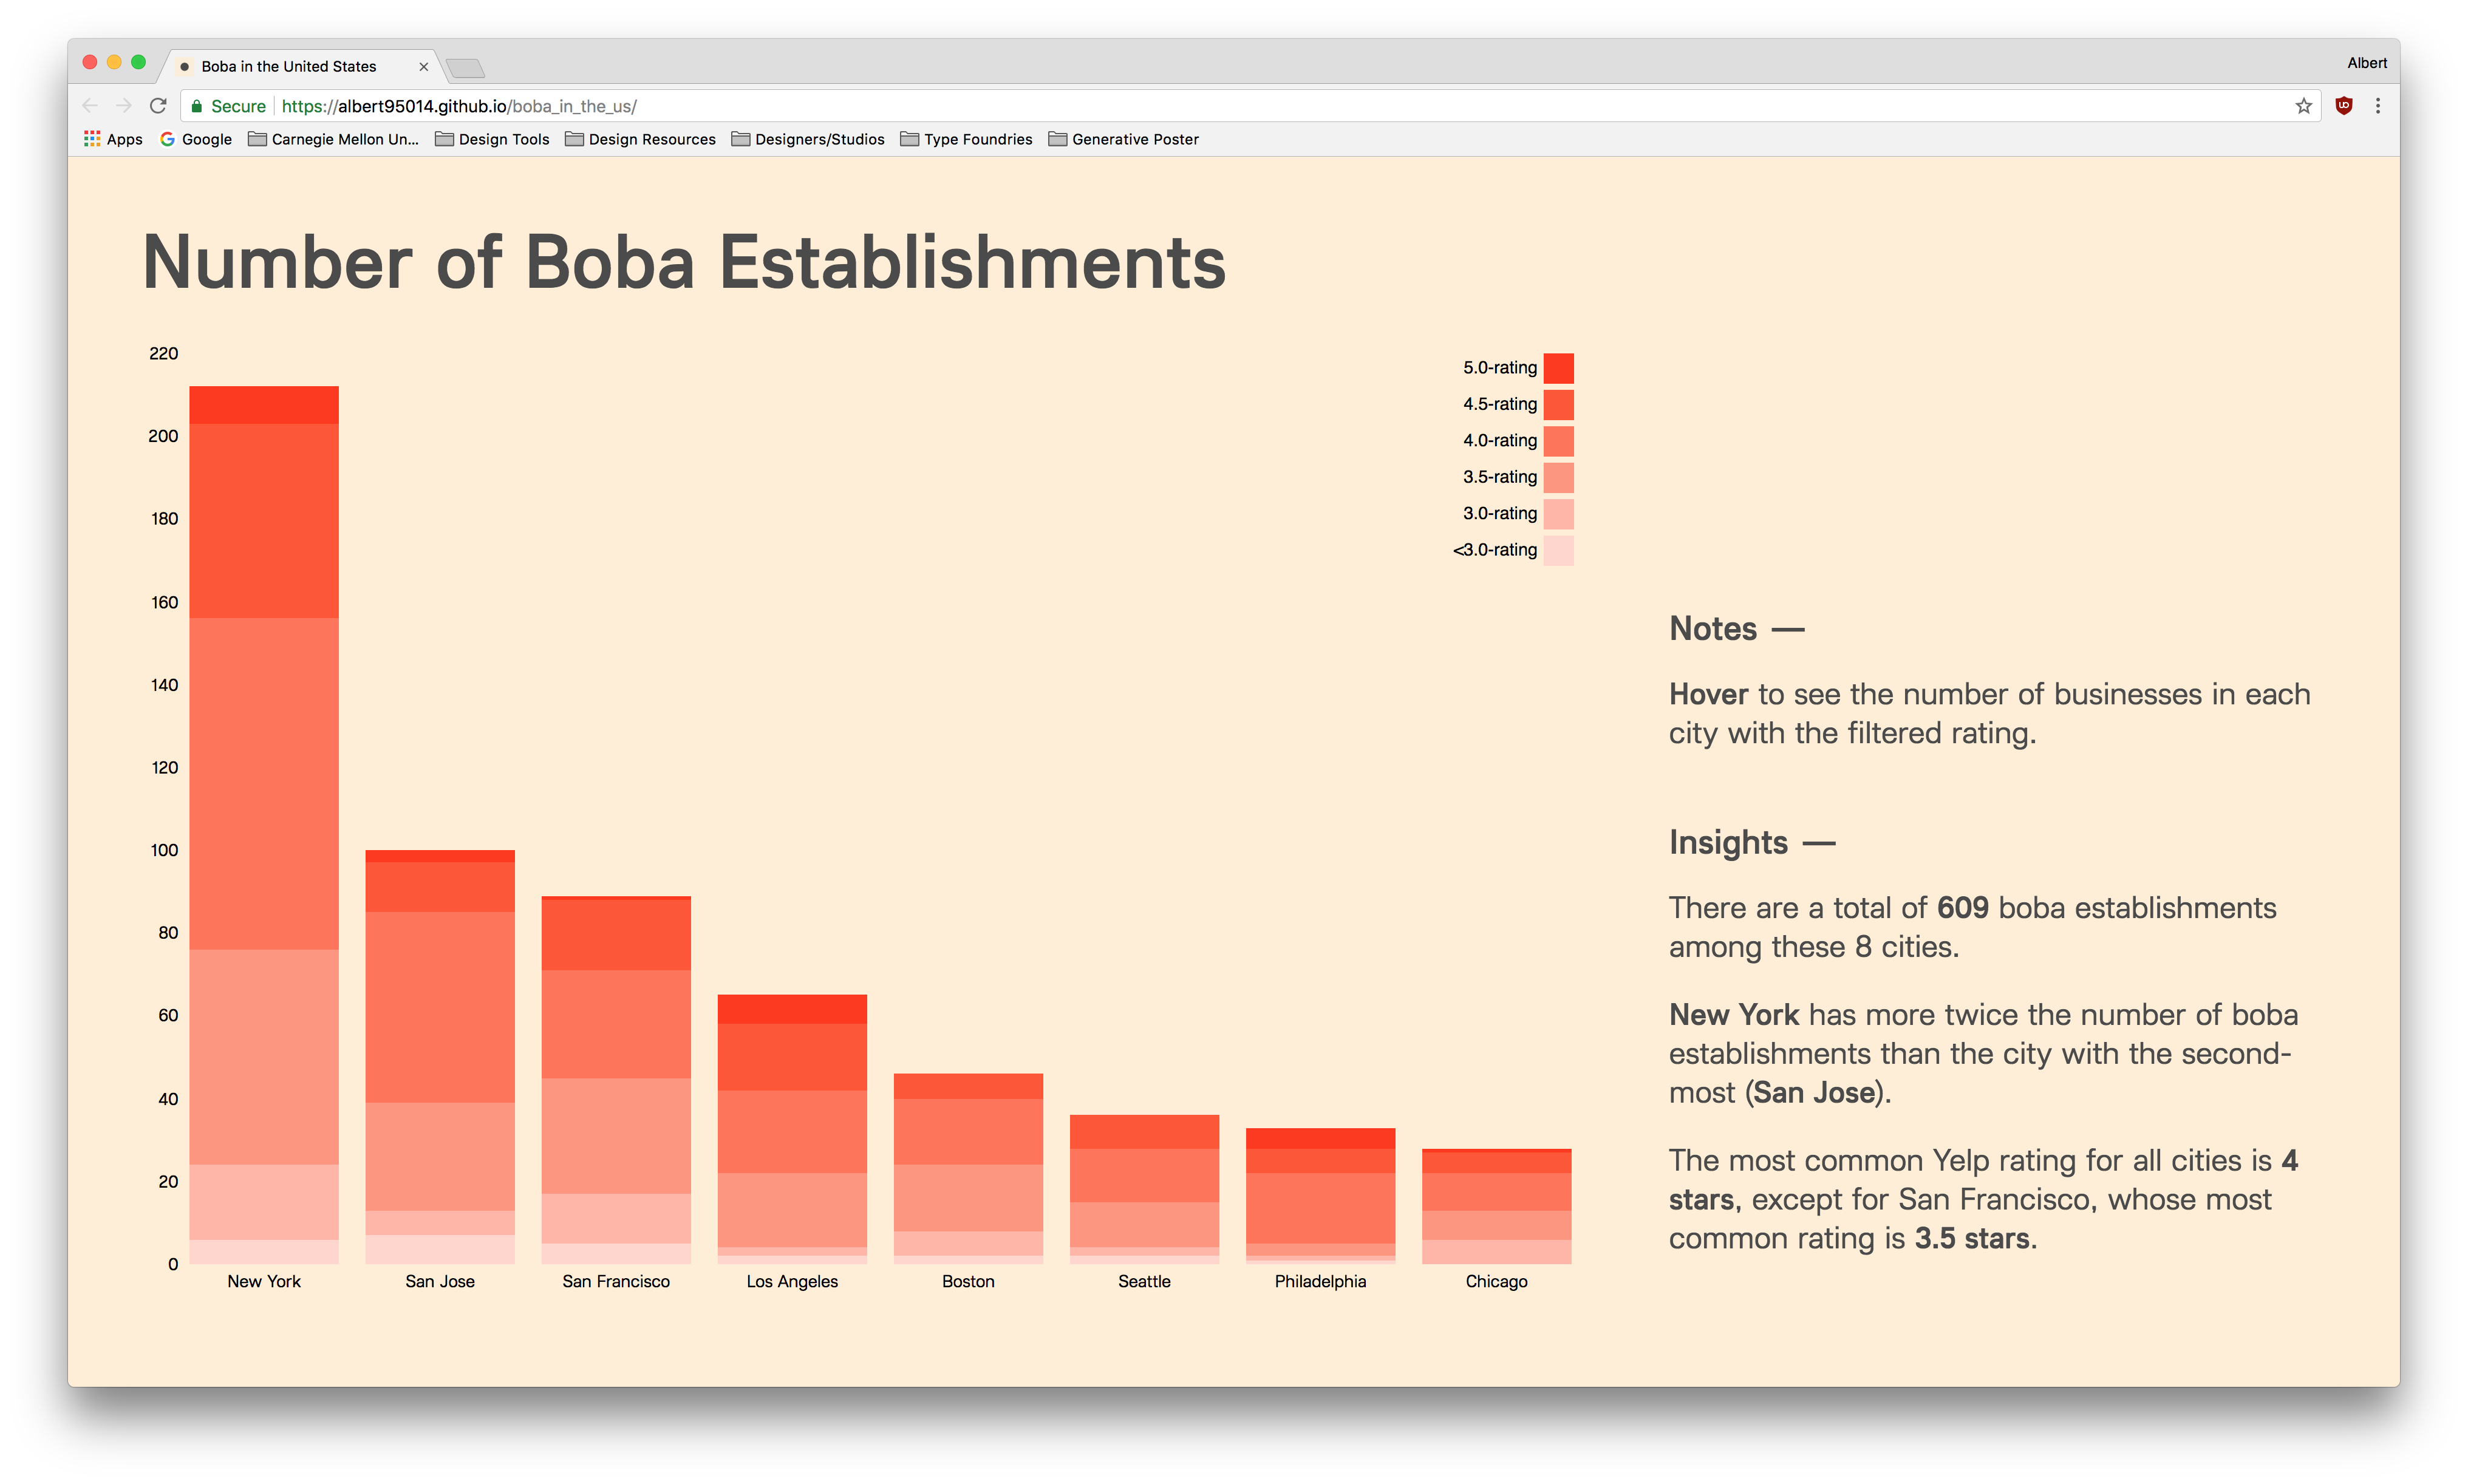 Boba in the United States
Albert
Secure https://albert95014.github.io/boba_in_the_us/
Apps Google Carnegie Mellon Un... Design Tools Design Resources Designers/Studios Type Foundries Generative Poster
Number of Boba Establishments
220
200
180
160
140
120
100
80
60
40
20
0
New York San Jose San Francisco Los Angeles Boston Seattle Philadelphia Chicago
5.0-rating
4.5-rating
4.0-rating
3.5-rating
3.0-rating
<3.0-rating
Notes —
Hover to see the number of businesses in each
city with the filtered rating.
Insights —
There are a total of 609 boba establishments
among these 8 cities.
New York has more twice the number of boba
establishments than the city with the second-
most (San Jose).
The most common Yelp rating for all cities is 4
stars, except for San Francisco, whose most
common rating is 3.5 stars.